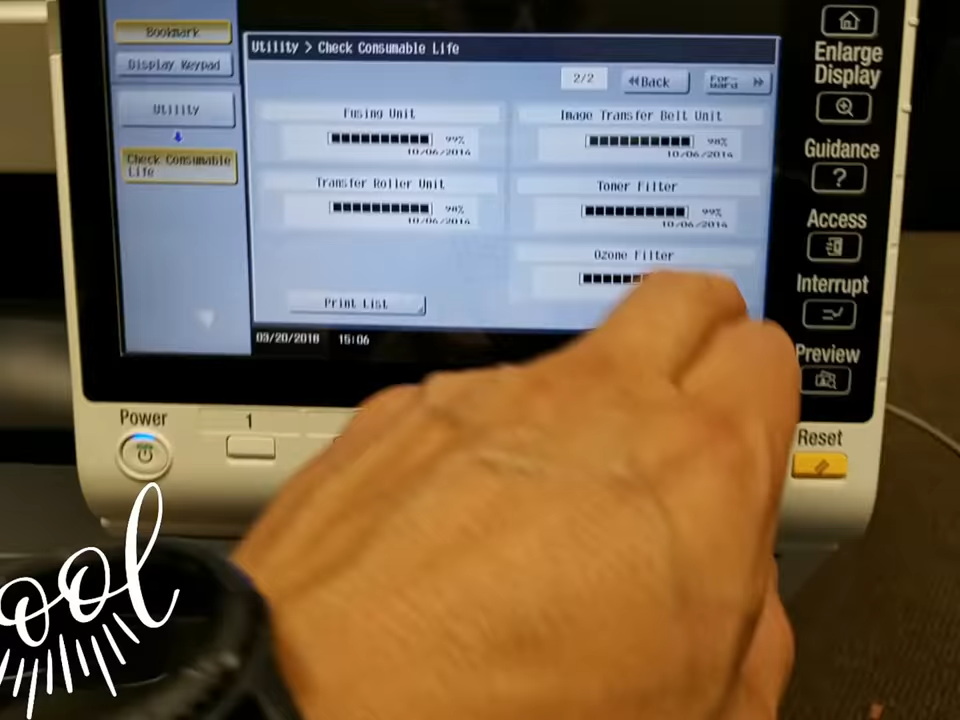 Bookmark
Display Keypad
Utility
Check Consumable
Life
Utility > Check Consumable Life
2/2
Back
For-
ward
Fusing Unit
99%
10/06/2014
Image Transfer Belt Unit
98%
10/06/2014
Transfer Roller Unit
98%
10/06/2014
Toner Filter
99%
10/06/2014
Ozone Filter
Print List
03/20/2018 15:06
Enlarge
Display
Guidance
?
Access
Interrupt
Preview
Reset
Power
1
ool